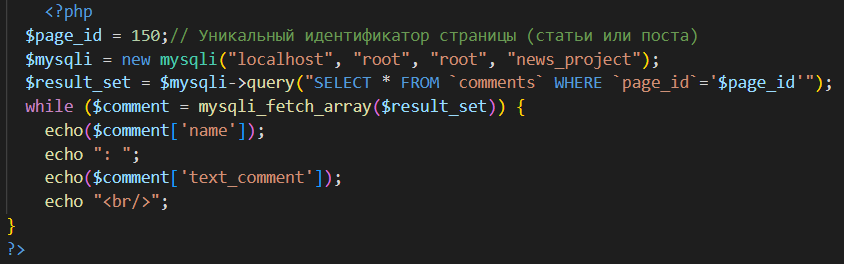 <?php
$page_id = 150;// Уникальный идентификатор страницы (статьи или поста)
$mysqli = new mysqli("localhost", "root", "root", "news_project");
$result_set = $mysqli->query("SELECT * FROM `comments` WHERE `page_id`='$page_id'");
while ($comment = mysqli_fetch_array($result_set)) {
echo($comment['name']);
echo ": ";
echo($comment['text_comment']);
echo "<br/>";
}
?>